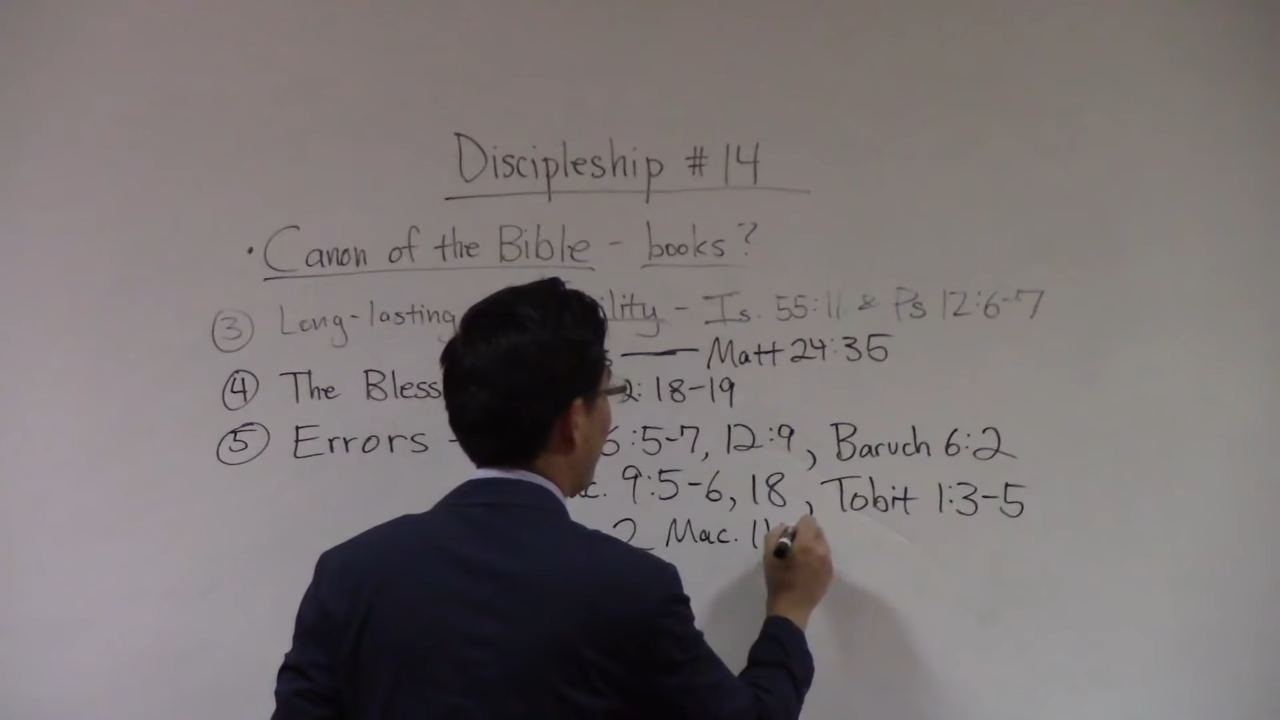 Discipleship #14
· Canon of the Bible - books?
③ Long-lasting - Is. 55:11 & Ps 12:6-7
Matt 24:35
④ The Bless 2:18-19
⑤ Errors - 6:5-7, 12:9, Baruch 6:2
9:5-6, 18, Tobit 1:3-5
2 Mac. 11